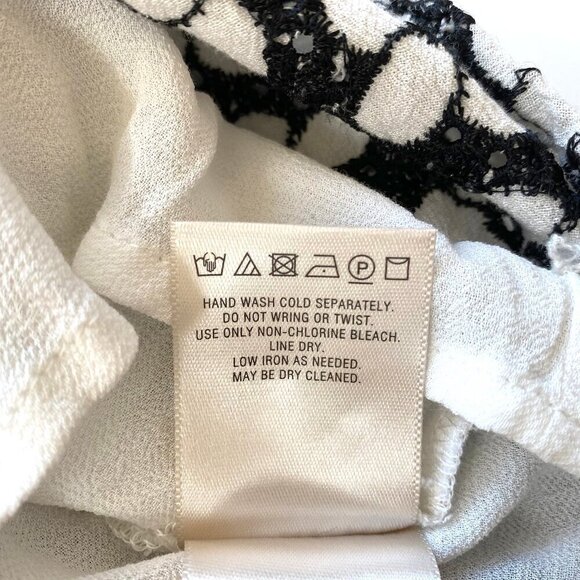 P
HAND WASH COLD SEPARATELY.
DO NOT WRING OR TWIST.
USE ONLY NON-CHLORINE BLEACH.
LINE DRY.
LOW IRON AS NEEDED.
MAY BE DRY CLEANED.